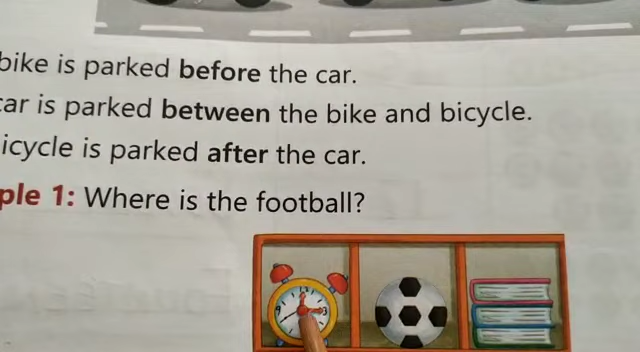 bike is parked before the car.
car is parked between the bike and bicycle.
icycle is parked after the car.
ple 1: Where is the football?